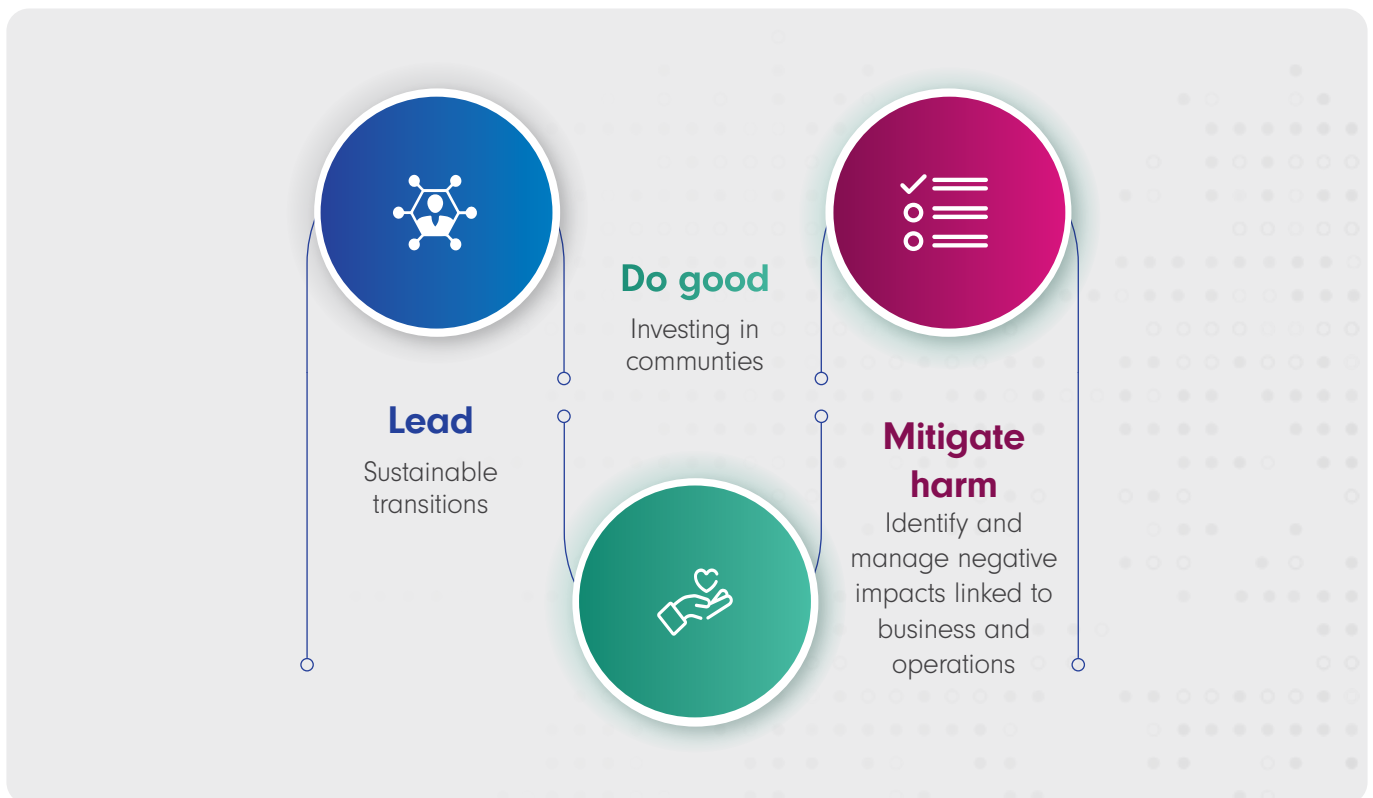 Lead
Sustainable
transitions
Do good
Investing in
communties
Mitigate
harm
Identify and
manage negative
impacts linked to
business and
operations